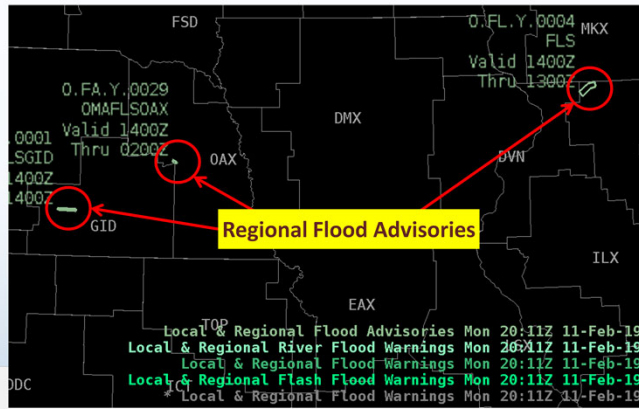 FSD
O.FL.Y.0004
MKX
FLS
Valid 1400Z
Thru 1300Z
O.FA.Y.0029
OMAFLSOAX
Valid 1400Z
Thru 0200Z
DMX
.0001
LSGID
1400Z
1400Z
OAX
DVN
GID
Regional Flood Advisories
ILX
EAX
TOP
Local & Regional Flood Advisories Mon 20:11Z 11-Feb-19
Local & Regional River Flood Warnings Mon 20:11Z 11-Feb-19
LSX
Local & Regional Flood Warnings Mon 20:11Z 11-Feb-19
Local & Regional Flash Flood Warnings Mon 20:11Z 11-Feb-19
DDC
*ICT
Local & Regional Flood Warnings Mon 20:11Z 11-Feb-19